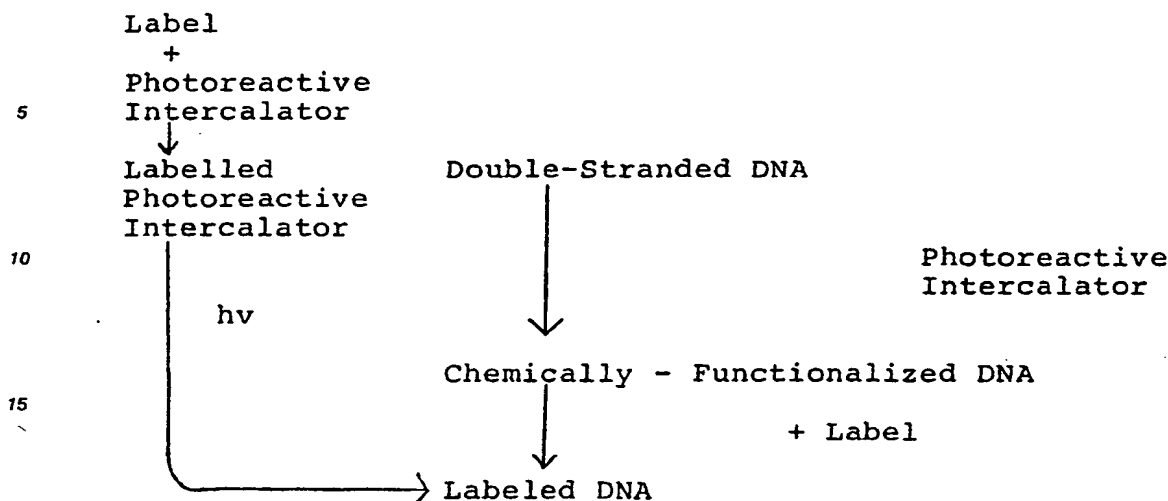 Label
+
Photoreactive
5 Intercalator
Labelled Double-Stranded DNA
Photoreactive
Intercalator
10 Photoreactive
Intercalator
hv
Chemically - Functionalized DNA
15 + Label
Labeled DNA